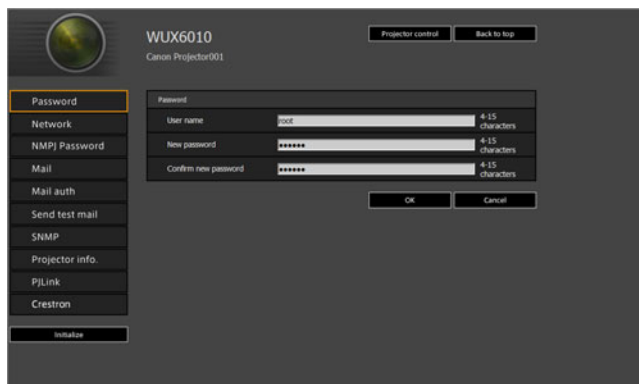 WUX6010
Canon Projector001
Projector control
Back to top
Password
Network
NMPJ Password
Mail
Mail auth
Send test mail
SNMP
Projector info.
PJLink
Crestron
Initialize
Password
User name
root
4-15
characters
New password
••••••
4-15
characters
Confirm new password
••••••
4-15
characters
OK
Cancel